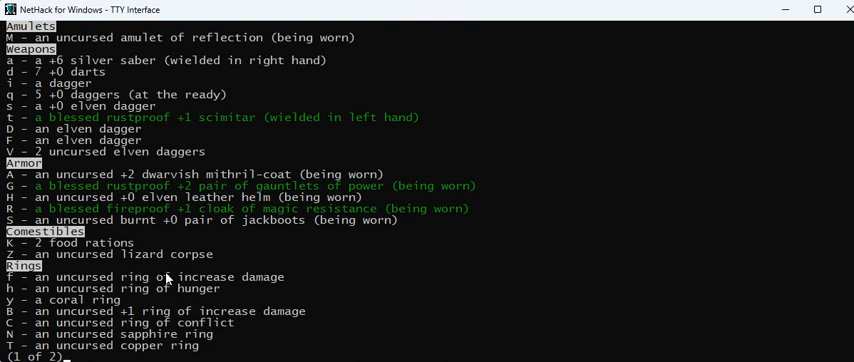 NetHack for Windows - TTY Interface
Amulets
M - an uncursed amulet of reflection (being worn)
Weapons
a - a +6 silver saber (wielded in right hand)
d - 7 +0 darts
i - a dagger
q - 5 +0 daggers (at the ready)
s - a +0 elven dagger
t - a blessed rustproof +1 scimitar (wielded in left hand)
D - an elven dagger
F - an elven dagger
V - 2 uncursed elven daggers
Armor
A - an uncursed +2 dwarvish mithril-coat (being worn)
G - a blessed rustproof +2 pair of gauntlets of power (being worn)
H - an uncursed +0 elven leather helm (being worn)
R - a blessed fireproof +1 cloak of magic resistance (being worn)
S - an uncursed burnt +0 pair of jackboots (being worn)
Comestibles
K - 2 food rations
Z - an uncursed lizard corpse
Rings
f - an uncursed ring of increase damage
h - an uncursed ring of hunger
y - a coral ring
B - an uncursed +1 ring of increase damage
C - an uncursed ring of conflict
N - an uncursed sapphire ring
T - an uncursed copper ring
(1 of 2)